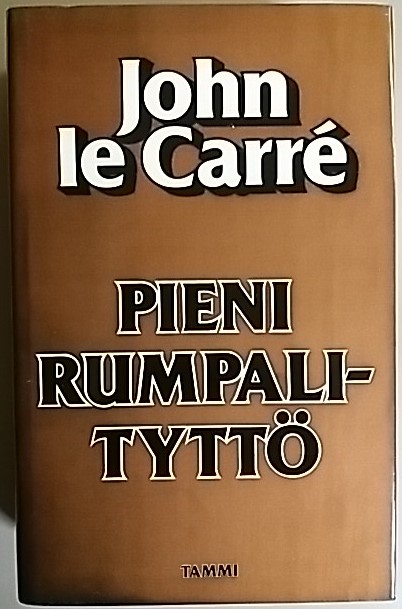 John
le Carré
PIENI
RUMPALI-
TYTTÖ
TAMMI